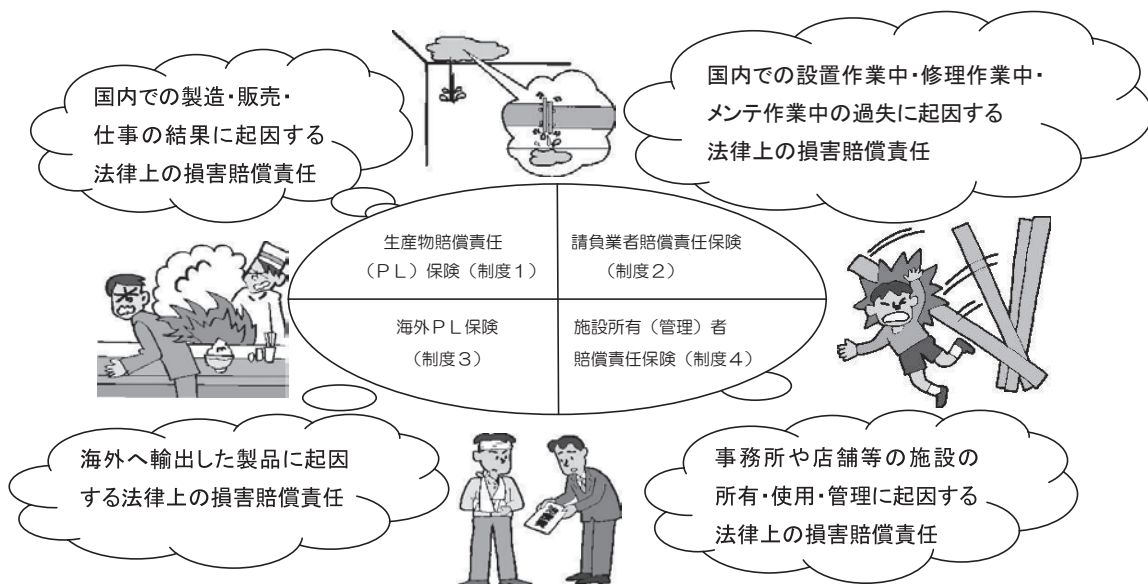 国内での製造・販売・
仕事の結果に起因する
法律上の損害賠償責任
国内での設置作業中・修理作業中・
メンテ作業中の過失に起因する
法律上の損害賠償責任
生産物賠償責任
（ＰＬ）保険（制度１）
請負業者賠償責任保険
（制度２）
海外ＰＬ保険
（制度３）
施設所有（管理）者
賠償責任保険（制度４）
海外へ輸出した製品に起因
する法律上の損害賠償責任
事務所や店舗等の施設の
所有・使用・管理に起因する
法律上の損害賠償責任